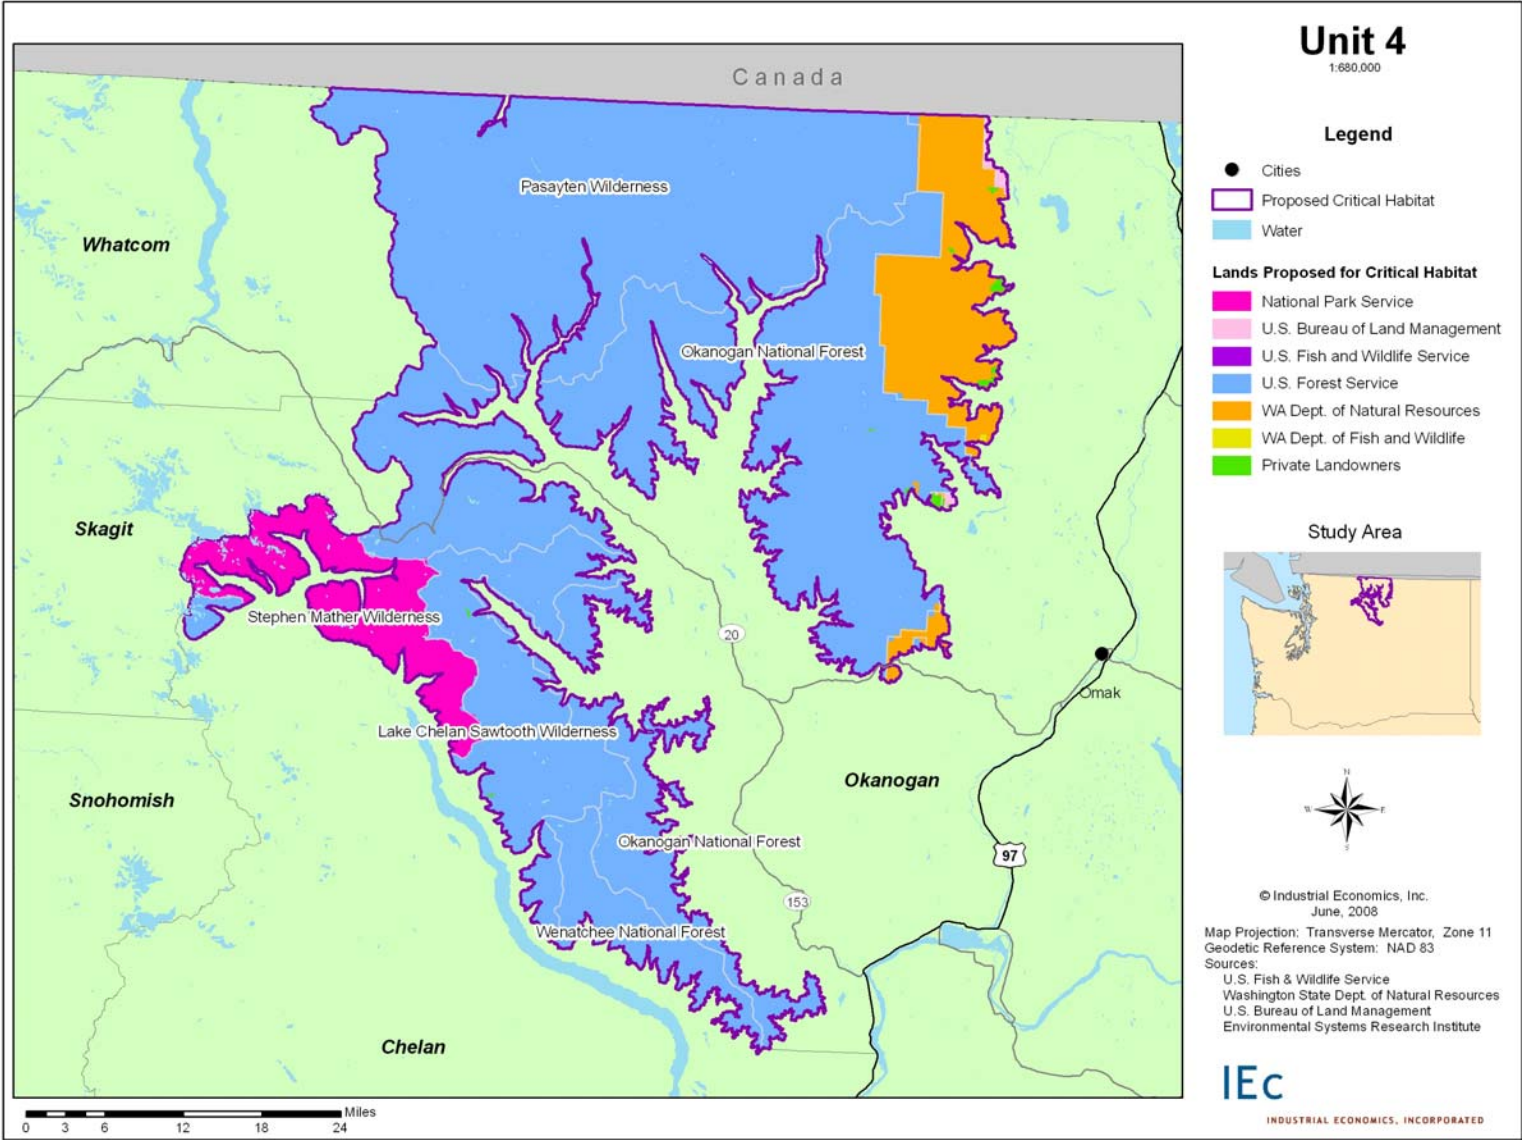 Unit 4
1:680,000
Canada
Pasayten Wilderness
Whatcom
Okanogan National Forest
Skagit
Stephen Mather Wilderness
20
Omak
Lake Chelan Sawtooth Wilderness
Okanogan
Snohomish
Okanogan National Forest
97
153
Wenatchee National Forest
Chelan
Miles
0 3 6 12 18 24
Legend
Cities
Proposed Critical Habitat
Water
Lands Proposed for Critical Habitat
National Park Service
U.S. Bureau of Land Management
U.S. Fish and Wildlife Service
U.S. Forest Service
WA Dept. of Natural Resources
WA Dept. of Fish and Wildlife
Private Landowners
Study Area
N
W E
S
© Industrial Economics, Inc.
June, 2008
Map Projection: Transverse Mercator, Zone 11
Geodetic Reference System: NAD 83
Sources:
U.S. Fish & Wildlife Service
Washington State Dept. of Natural Resources
U.S. Bureau of Land Management
Environmental Systems Research Institute
IEc
INDUSTRIAL ECONOMICS, INCORPORATED